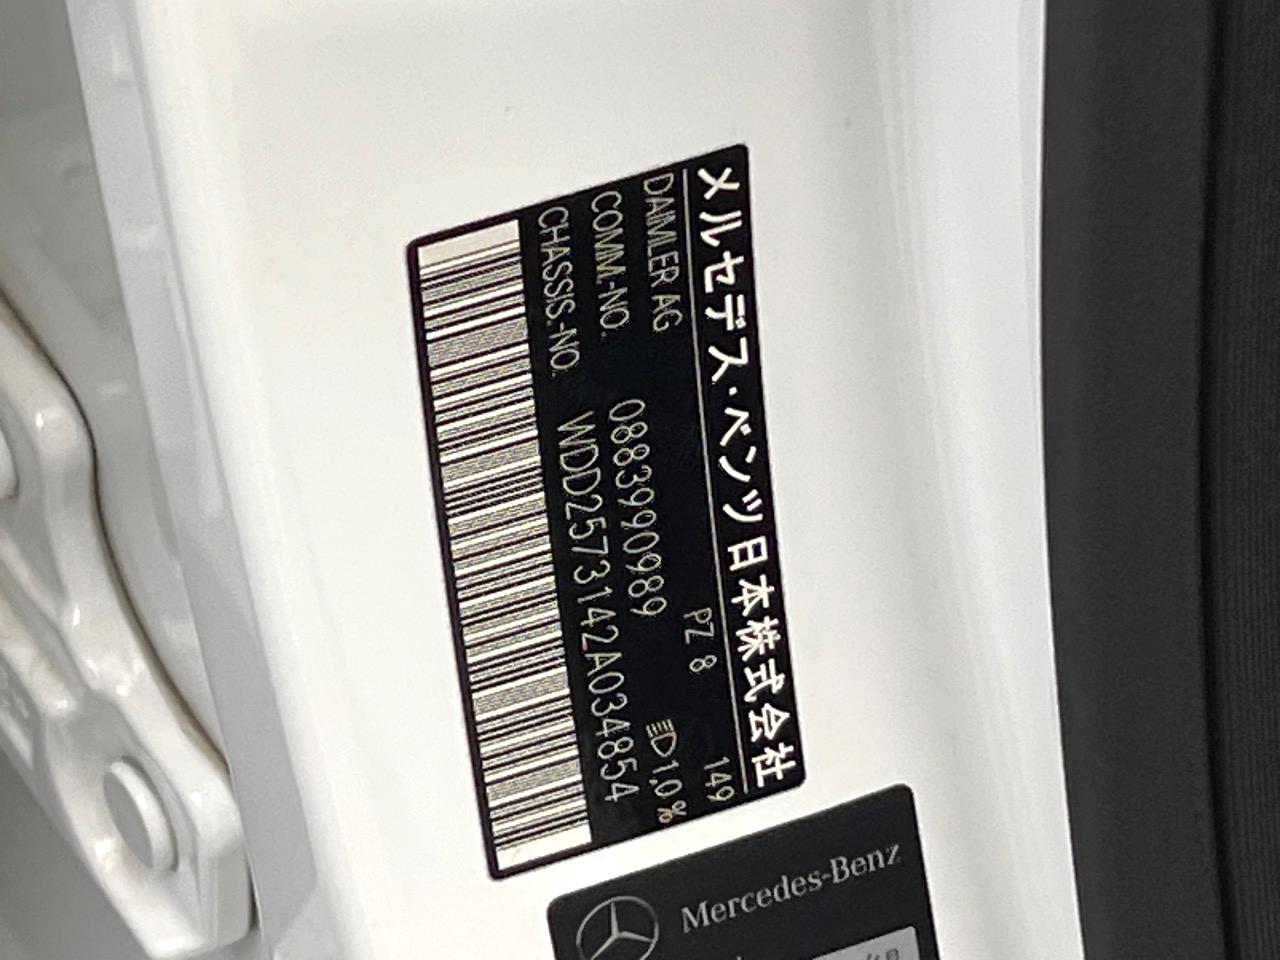 メルセデス・ベンツ日本株式会社
DAIMLER AG PZ 8 149
COMM.-NO. 0883990989 1,0%
CHASSIS.-NO. WDD2573142A034854
Mercedes-Benz